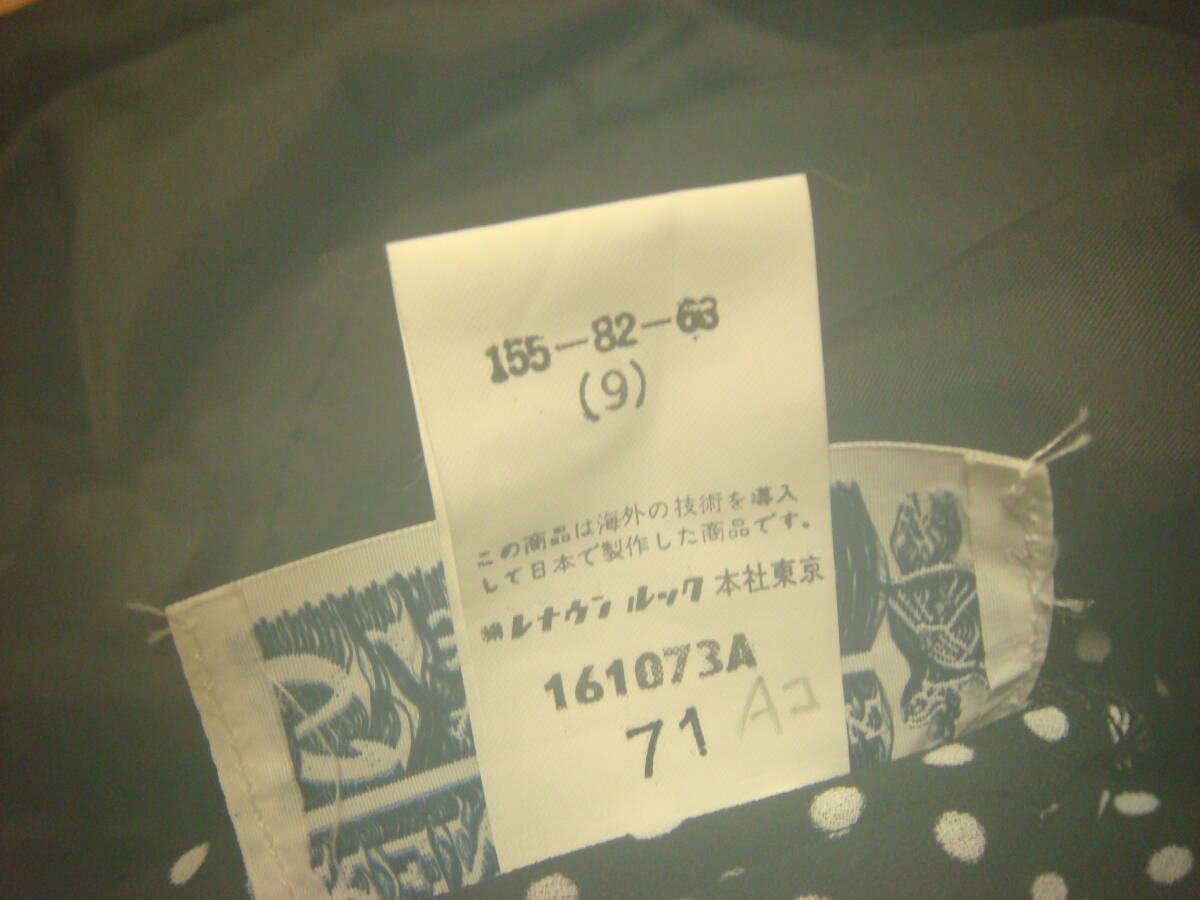 155-82-63
(9)
この商品は海外の技術を導入
して日本で製作した商品です。
㈱レナウンルック 本社東京
161073A
71 Aコ